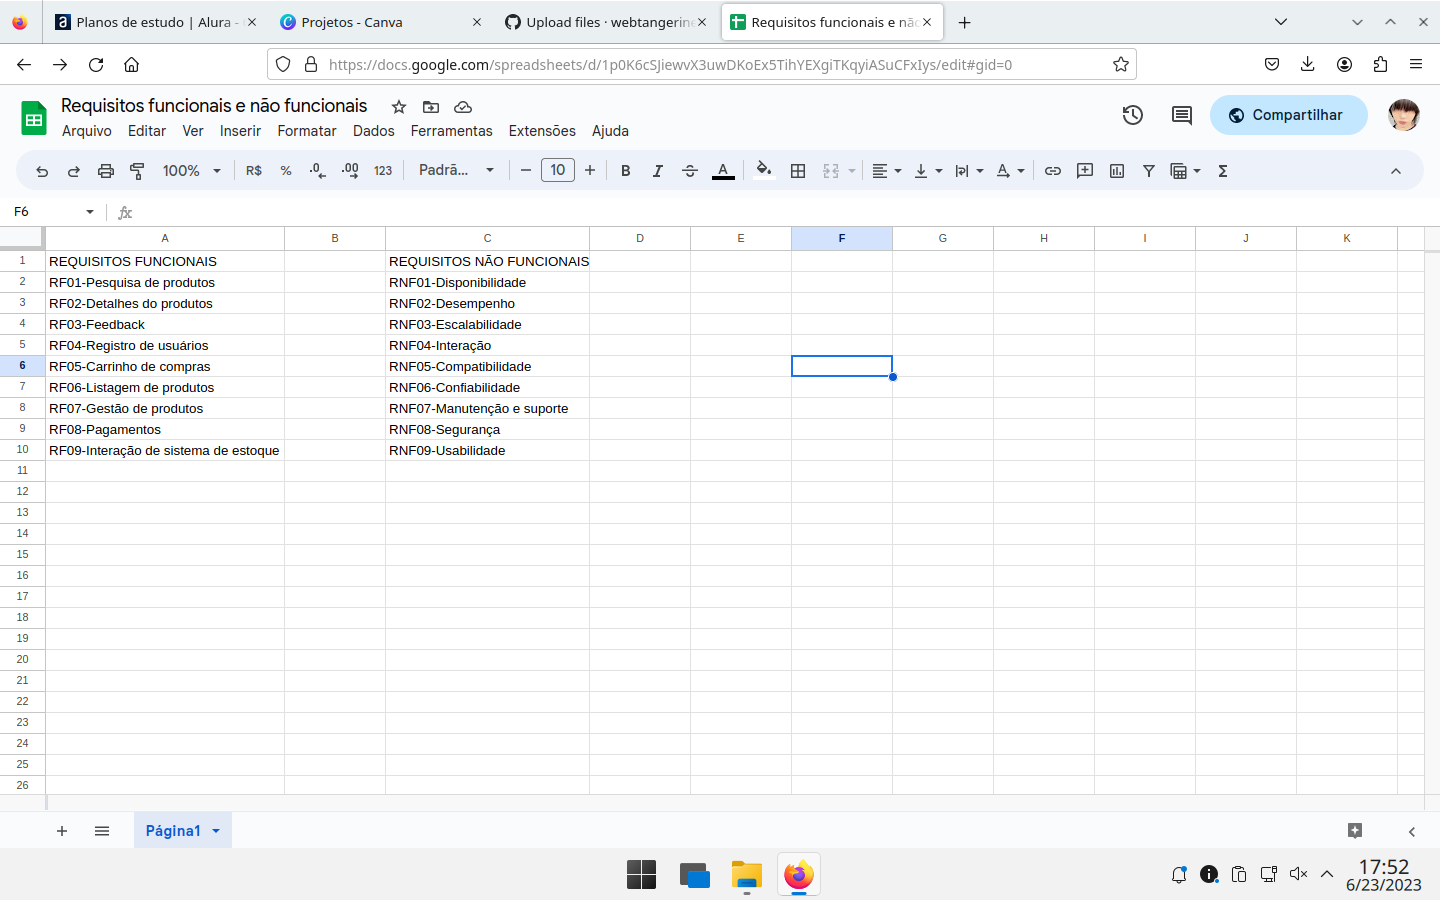 Planos de estudo | Alura -
Projetos - Canva
Upload files · webtangerine
Requisitos funcionais e não
https://docs.google.com/spreadsheets/d/1p0K6cSJiewvX3uwDKoEx5TihYEXgiTKqyiASuCFxIys/edit#gid=0
Requisitos funcionais e não funcionais
Arquivo Editar Ver Inserir Formatar Dados Ferramentas Extensões Ajuda
Compartilhar
100% R$ % .0 .00 123 Padrã... 10 B I S A Σ
F6 fx
A B C D E F G H I J K
1 REQUISITOS FUNCIONAIS REQUISITOS NÃO FUNCIONAIS
2 RF01-Pesquisa de produtos RNF01-Disponibilidade
3 RF02-Detalhes do produtos RNF02-Desempenho
4 RF03-Feedback RNF03-Escalabilidade
5 RF04-Registro de usuários RNF04-Interação
6 RF05-Carrinho de compras RNF05-Compatibilidade
7 RF06-Listagem de produtos RNF06-Confiabilidade
8 RF07-Gestão de produtos RNF07-Manutenção e suporte
9 RF08-Pagamentos RNF08-Segurança
10 RF09-Interação de sistema de estoque RNF09-Usabilidade
11
12
13
14
15
16
17
18
19
20
21
22
23
24
25
26
Página1
17:52
6/23/2023